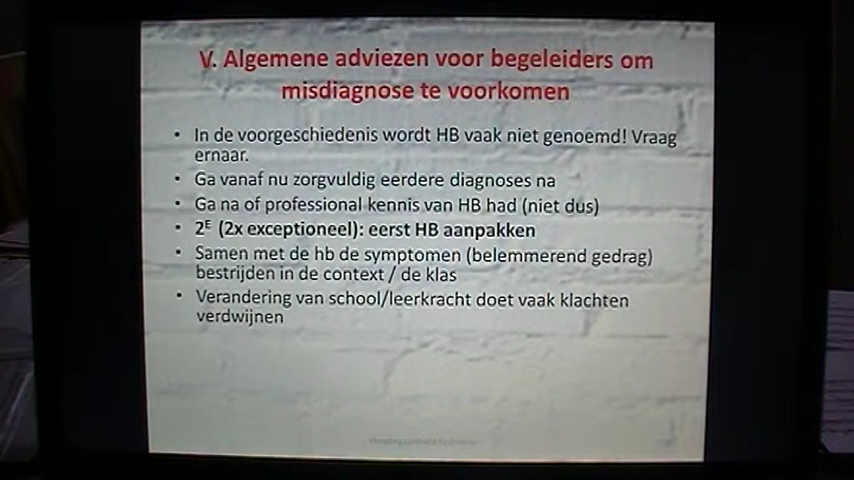 V. Algemene adviezen voor begeleiders om
misdiagnose te voorkomen
• In de voorgeschiedenis wordt HB vaak niet genoemd! Vraag
ernaar.
• Ga vanaf nu zorgvuldig eerdere diagnoses na
• Ga na of professional kennis van HB had (niet dus)
• 2E (2x exceptioneel): eerst HB aanpakken
• Samen met de hb de symptomen (belemmerend gedrag)
bestrijden in de context / de klas
• Verandering van school/leerkracht doet vaak klachten
verdwijnen